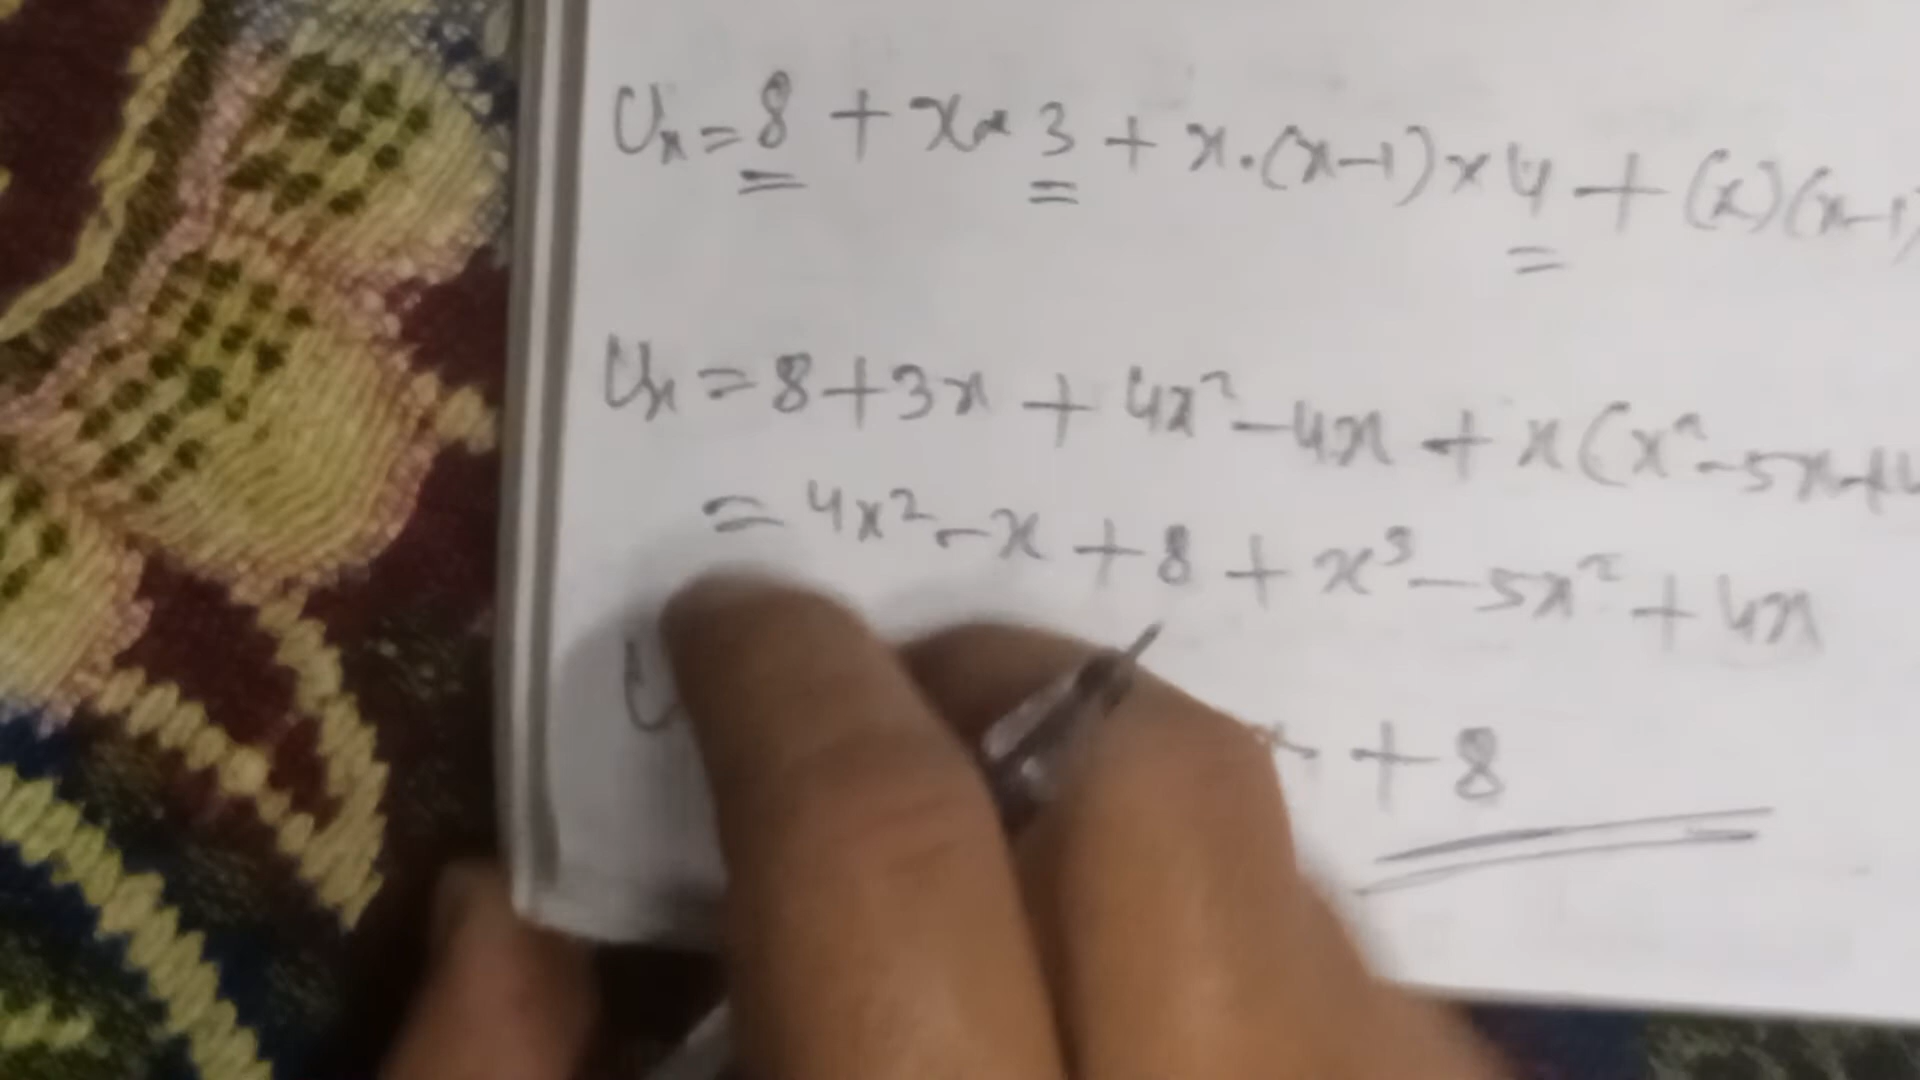 Ux = 8 + x × 3 + x.(x-1) × 4 + (x)(x-1)
Ux = 8 + 3x + 4x² - 4x + x(x² - 5x + 4
= 4x² - x + 8 + x³ - 5x² + 4x
U + 8